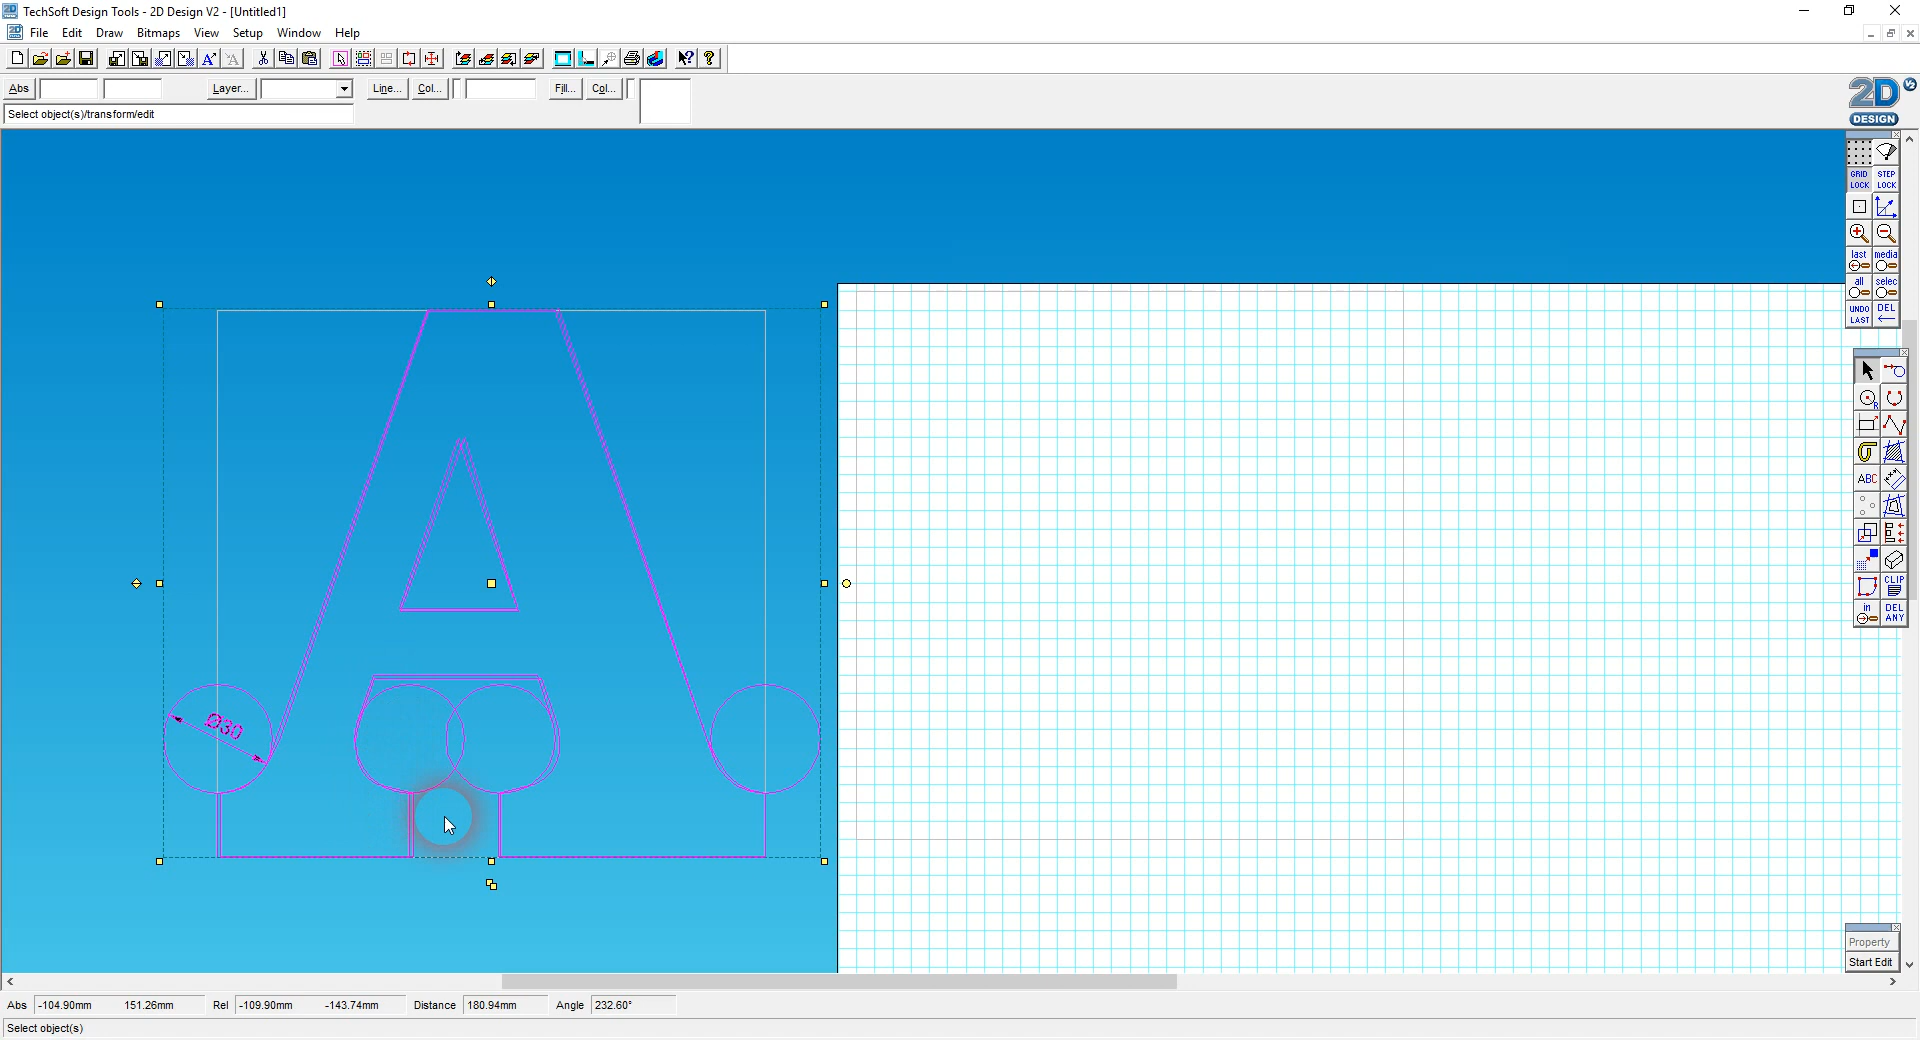 TechSoft Design Tools - 2D Design V2 - [Untitled1]
File Edit Draw Bitmaps View Setup Window Help
Abs Layer... Line... Col... Fill... Col...
Select object(s)/transform/edit
2D V2
DESIGN
GRID LOCK STEP LOCK
last media
all selec
UNDO LAST DEL
R
ABC
CLIP
in DEL ANY
Ø30
Property
Start Edit
Abs -104.90mm 151.26mm Rel -109.90mm -143.74mm Distance 180.94mm Angle 232.60°
Select object(s)